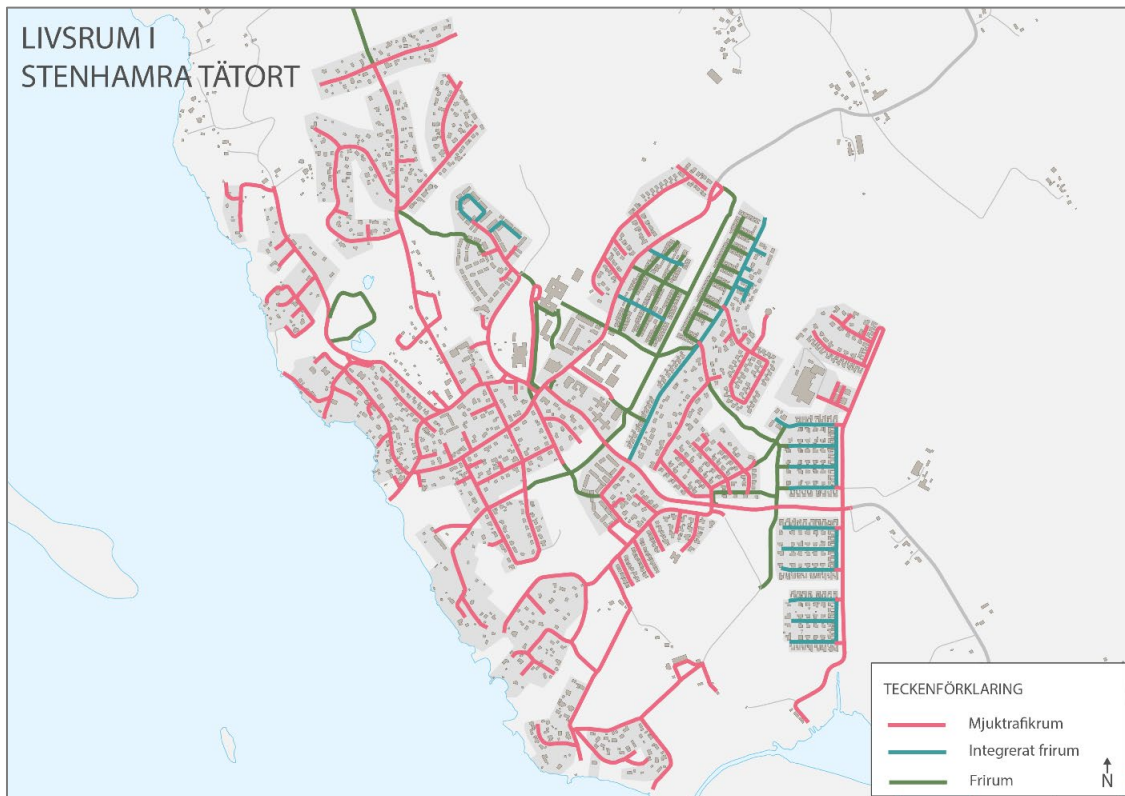 LIVSRUM I
STENHAMRA TÄTORT
TECKENFÖRKLARING
Mjuktrafikrum
Integrerat frirum
Frirum
N